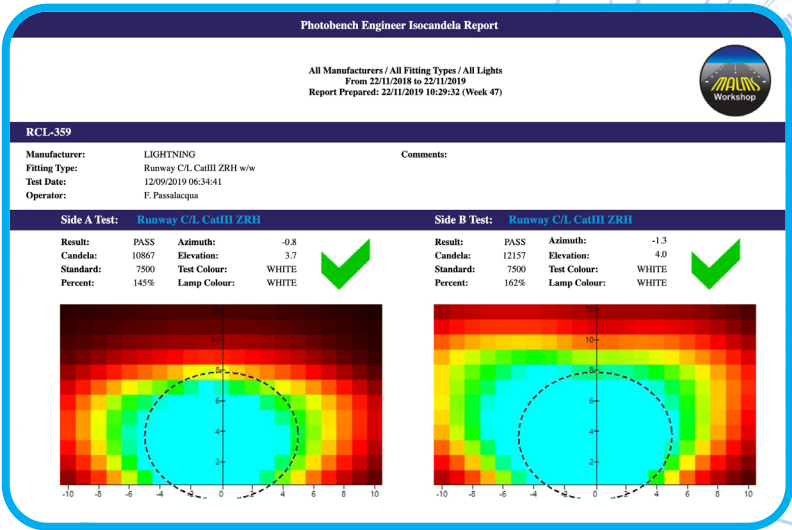 Photobench Engineer Isocandela Report
All Manufacturers / All Fitting Types / All Lights
From 22/11/2018 to 22/11/2019
Report Prepared: 22/11/2019 10:29:32 (Week 47)
MALMS
Workshop
RCL-359
Manufacturer: LIGHTNING Comments:
Fitting Type: Runway C/L CatIII ZRH w/w
Test Date: 12/09/2019 06:34:41
Operator: F. Passalacqua
Side A Test: Runway C/L CatIII ZRH
Result: PASS Azimuth: -0.8
Candela: 10867 Elevation: 3.7
Standard: 7500 Test Colour: WHITE
Percent: 145% Lamp Colour: WHITE
12
10
8
6
4
2
-10 -8 -6 -4 -2 0 2 4 6 8 10
Side B Test: Runway C/L CatIII ZRH
Result: PASS Azimuth: -1.3
Candela: 12157 Elevation: 4.0
Standard: 7500 Test Colour: WHITE
Percent: 162% Lamp Colour: WHITE
12
10
8
6
4
2
-10 -8 -6 -4 -2 0 2 4 6 8 10